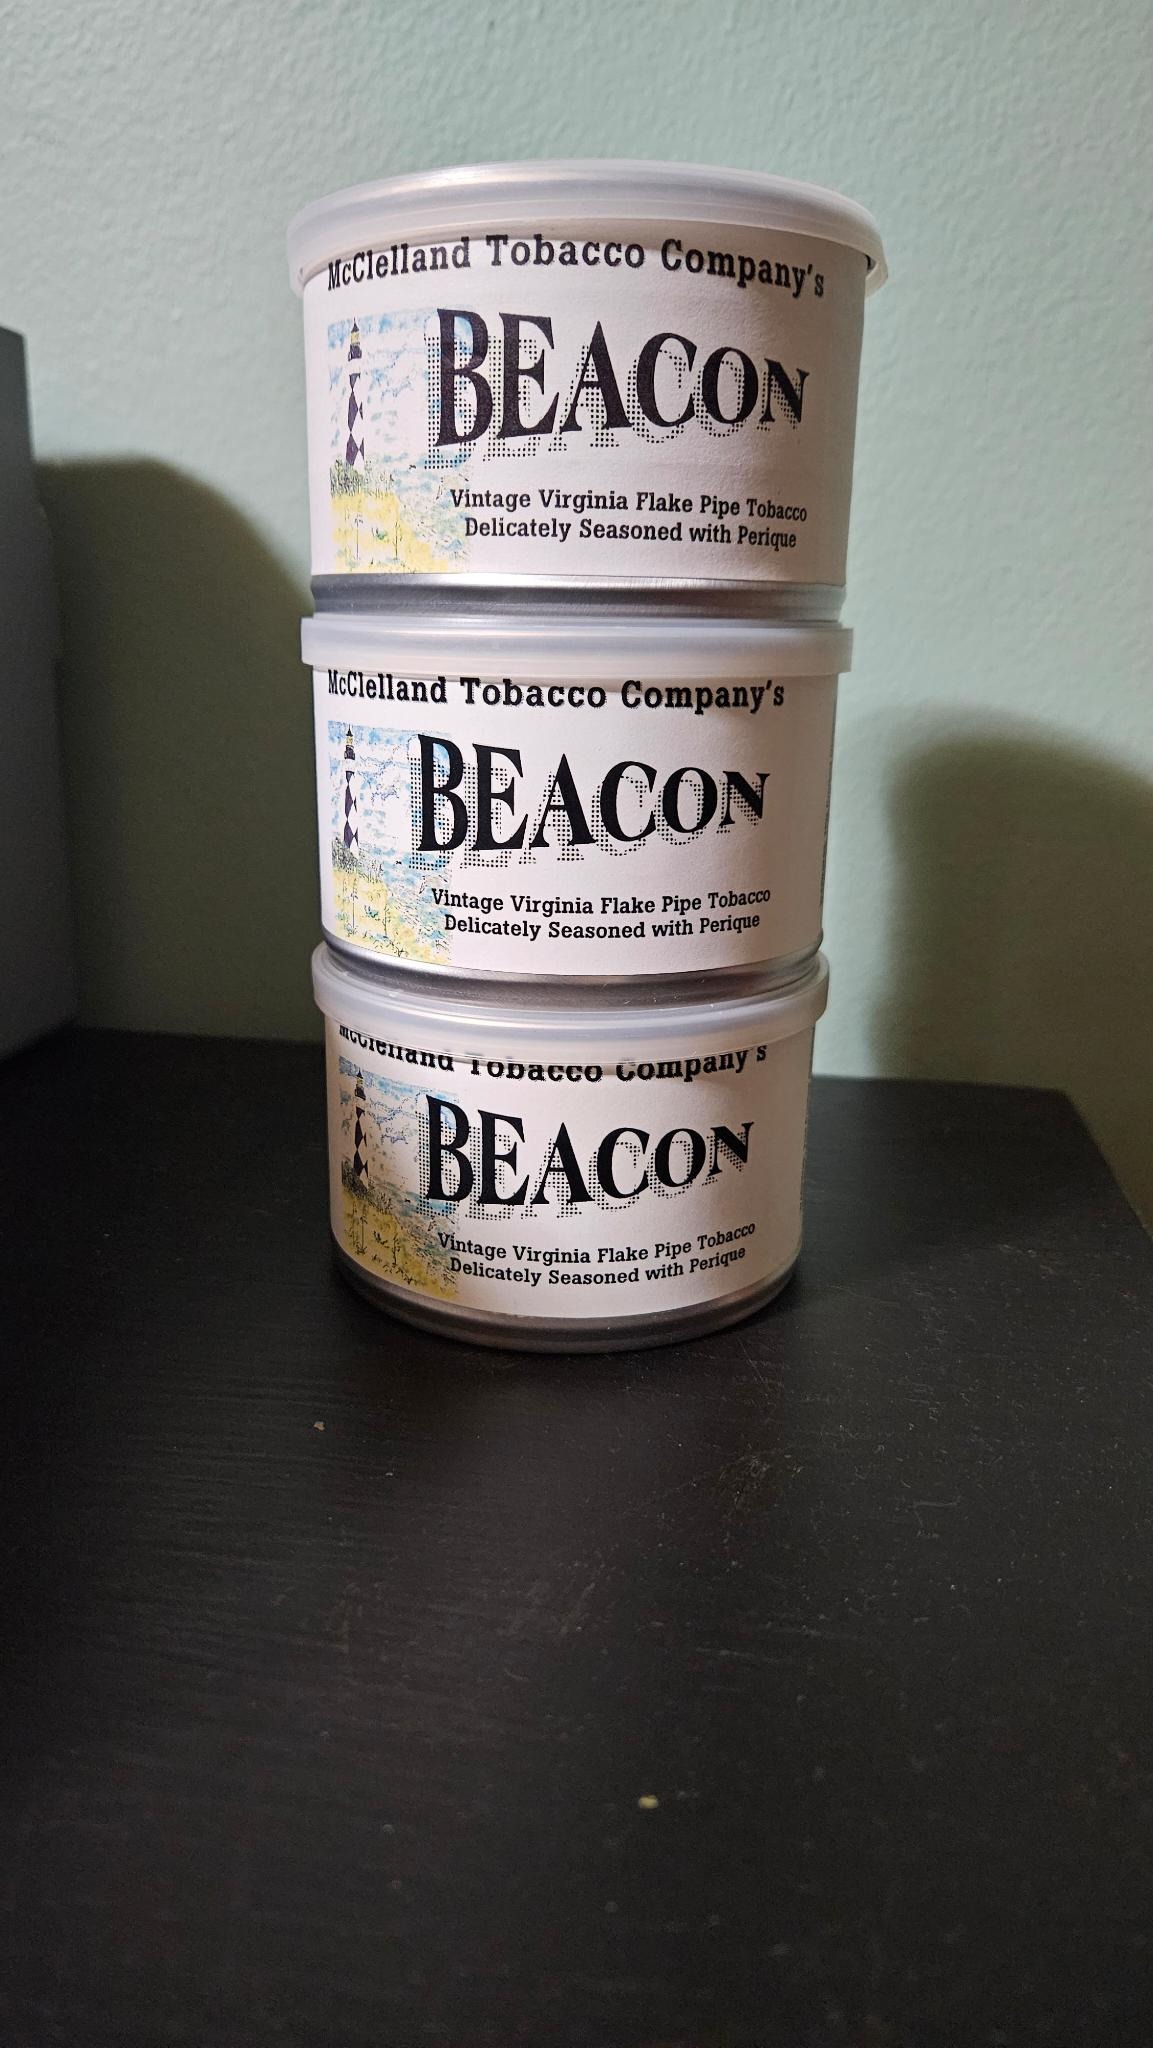 McClelland Tobacco Company's
BEACON
Vintage Virginia Flake Pipe Tobacco
Delicately Seasoned with Perique
McClelland Tobacco Company's
BEACON
Vintage Virginia Flake Pipe Tobacco
Delicately Seasoned with Perique
McClelland Tobacco Company's
BEACON
Vintage Virginia Flake Pipe Tobacco
Delicately Seasoned with Perique